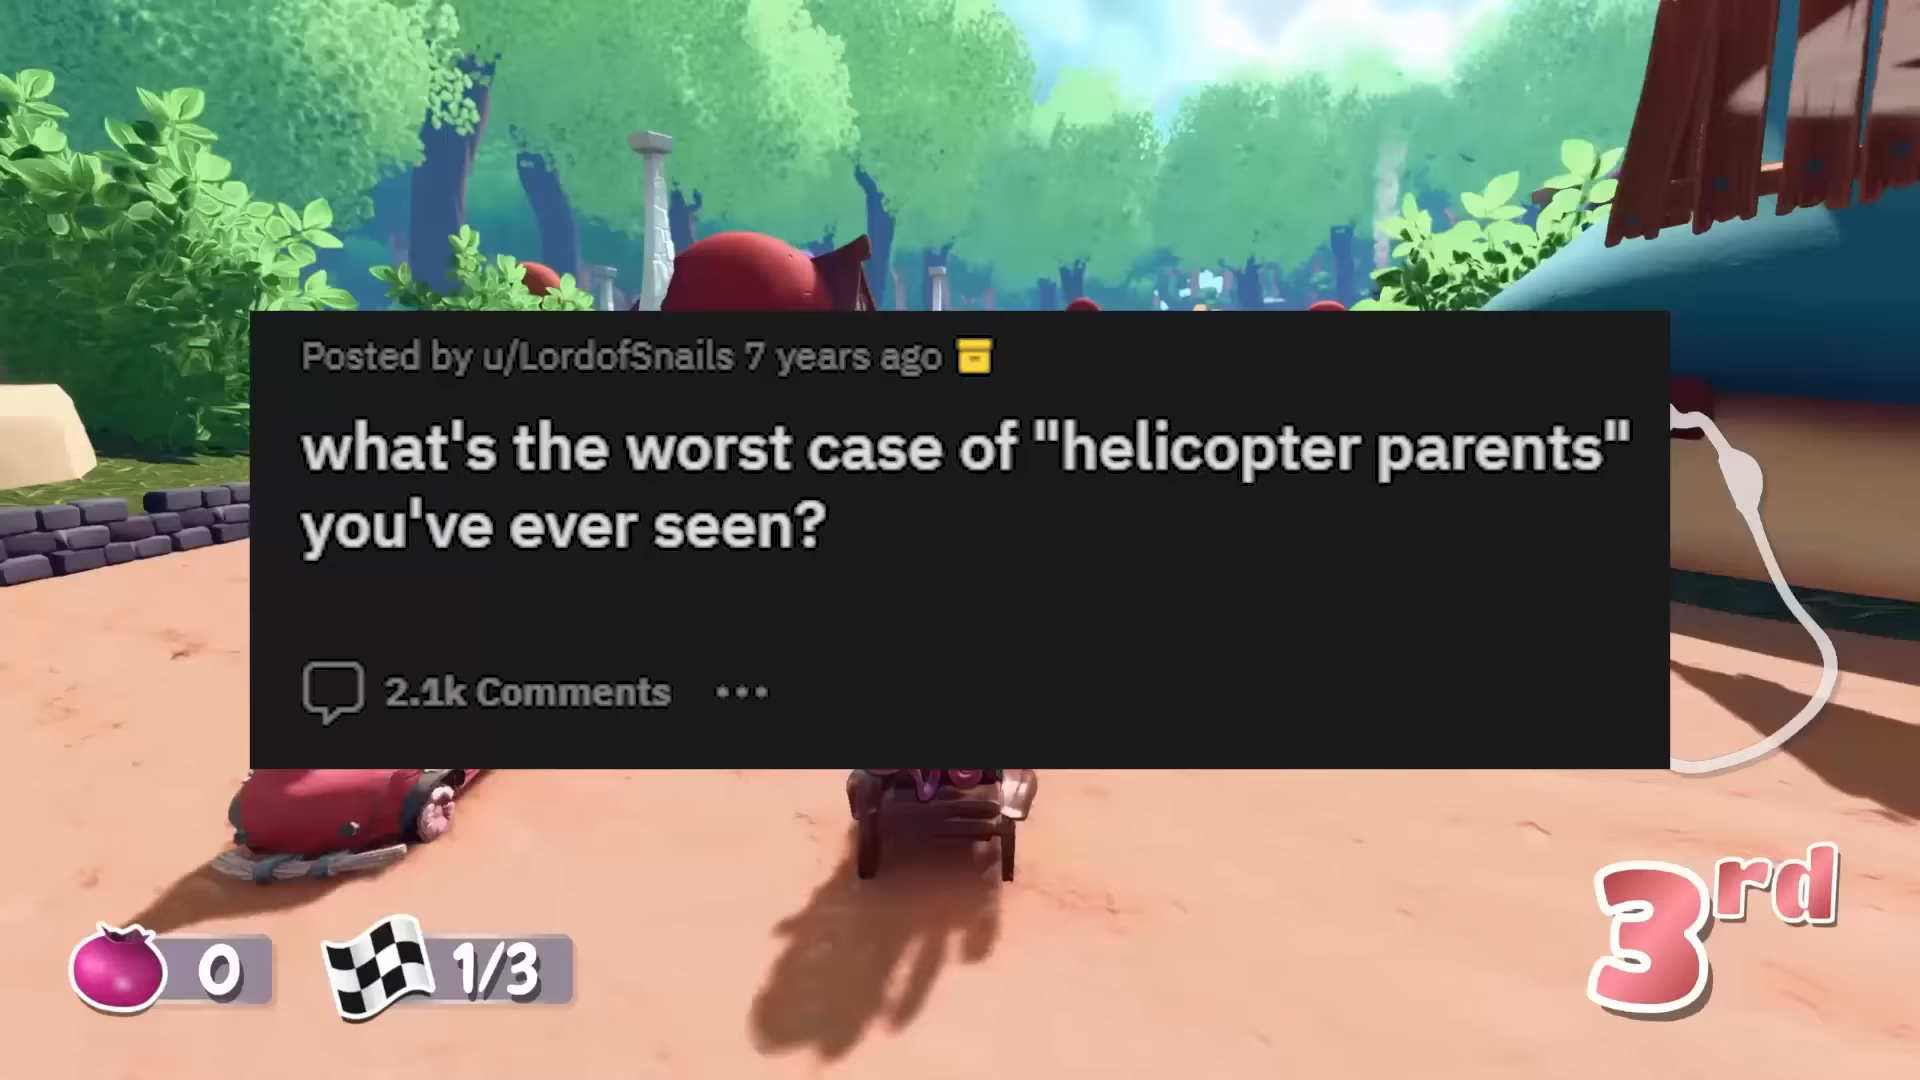 Posted by u/LordofSnails 7 years ago
what's the worst case of "helicopter parents"
you've ever seen?
2.1k Comments
0
1/3
3rd